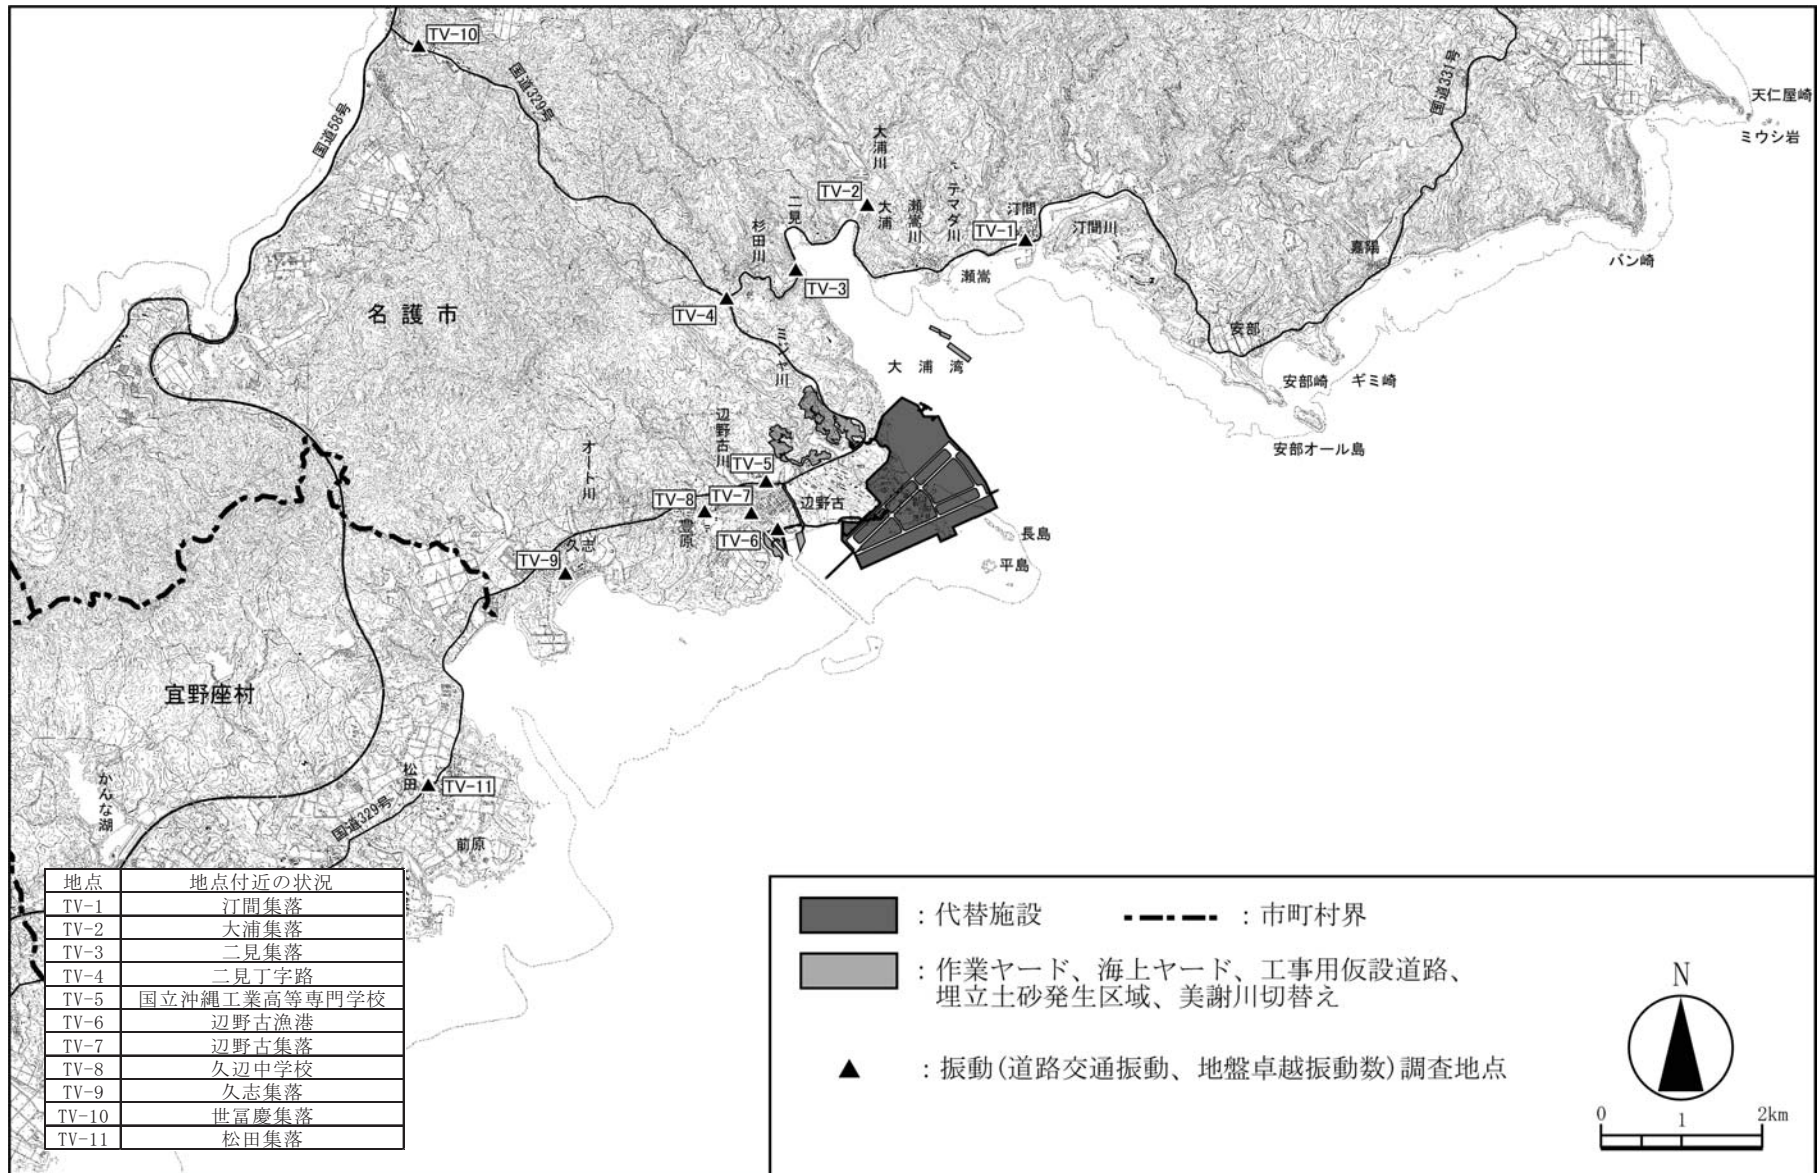 TV-10
国道329号
国道58号
国道331号
天仁屋崎
ミウシ岩
バン崎
大浦川
TV-2
大浦
瀬嵩川
テマダ川
汀間
TV-1
汀間川
嘉陽
二見
杉田川
TV-3
瀬嵩
TV-4
名護市
安部
ミジャ川
大浦湾
安部崎
ギミ崎
安部オール島
辺野古川
オート川
TV-5
TV-8
TV-7
辺野古
豊原
TV-6
長島
平島
久志
TV-9
宜野座村
かんな湖
松田
TV-11
国道329号
前原
地点 地点付近の状況
TV-1 汀間集落
TV-2 大浦集落
TV-3 二見集落
TV-4 二見丁字路
TV-5 国立沖縄工業高等専門学校
TV-6 辺野古漁港
TV-7 辺野古集落
TV-8 久辺中学校
TV-9 久志集落
TV-10 世冨慶集落
TV-11 松田集落
：代替施設
：市町村界
：作業ヤード、海上ヤード、工事用仮設道路、
埋立土砂発生区域、美謝川切替え
：振動(道路交通振動、地盤卓越振動数)調査地点
N
0 1 2km